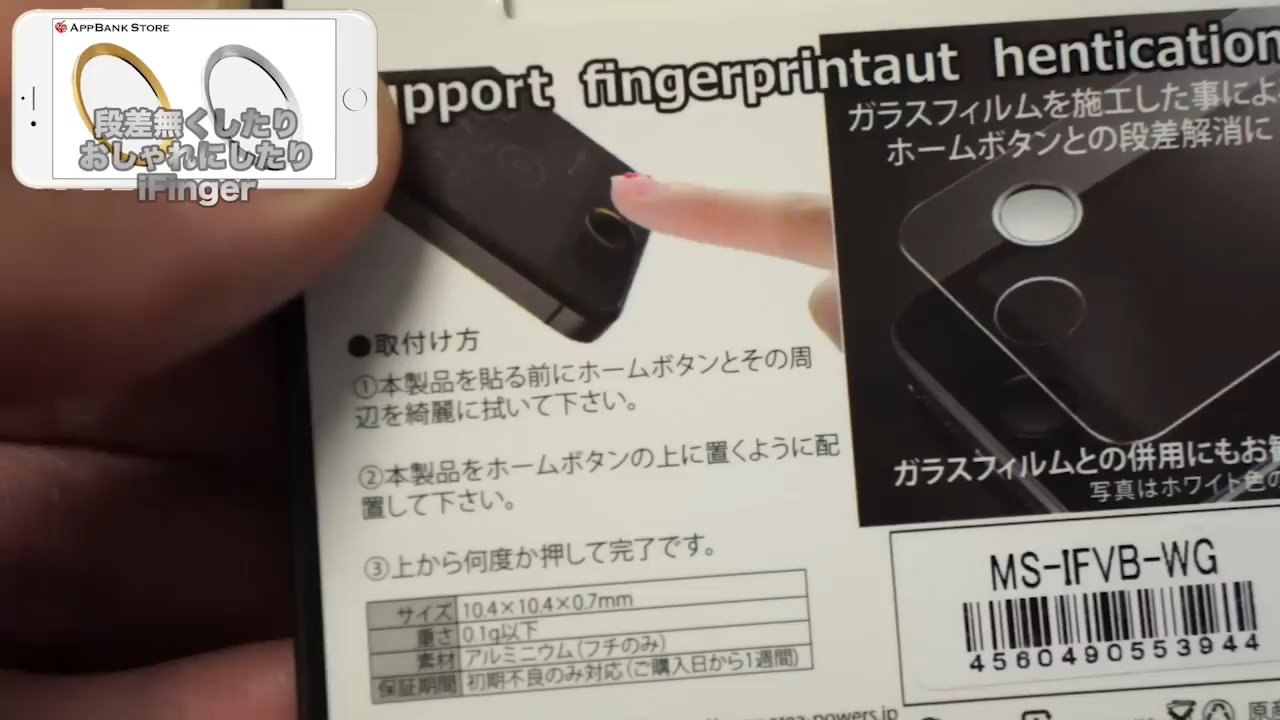 AppBank Store
段差無くしたり
おしゃれにしたり
iFinger
upport fingerprintaut hentication
ガラスフィルムを施工した事によ
ホームボタンとの段差解消に
●取付け方
①本製品を貼る前にホームボタンとその周
辺を綺麗に拭いて下さい。
②本製品をホームボタンの上に置くように配
置して下さい。
③上から何度か押して完了です。
サイズ 10.4×10.4×0.7mm
重さ 0.1g以下
素材 アルミニウム(フチのみ)
保証期間 初期不良のみ対応(ご購入日から1週間)
ガラスフィルムとの併用にもお
写真はホワイト色の
MS-IFVB-WG
4560490553944
-powers.jp